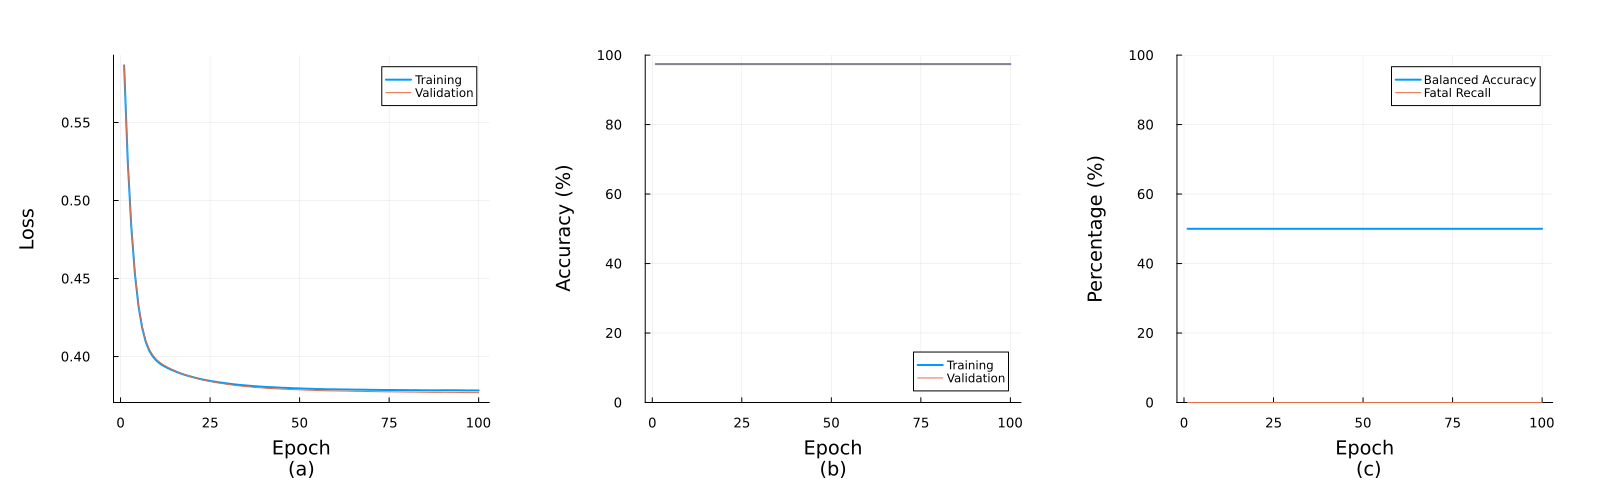 Loss
0.55
0.50
0.45
0.40
0 25 50 75 100
Epoch
(a)
Training
Validation
Accuracy (%)
100
80
60
40
20
0
0 25 50 75 100
Epoch
(b)
Training
Validation
Percentage (%)
100
80
60
40
20
0
0 25 50 75 100
Epoch
(c)
Balanced Accuracy
Fatal Recall